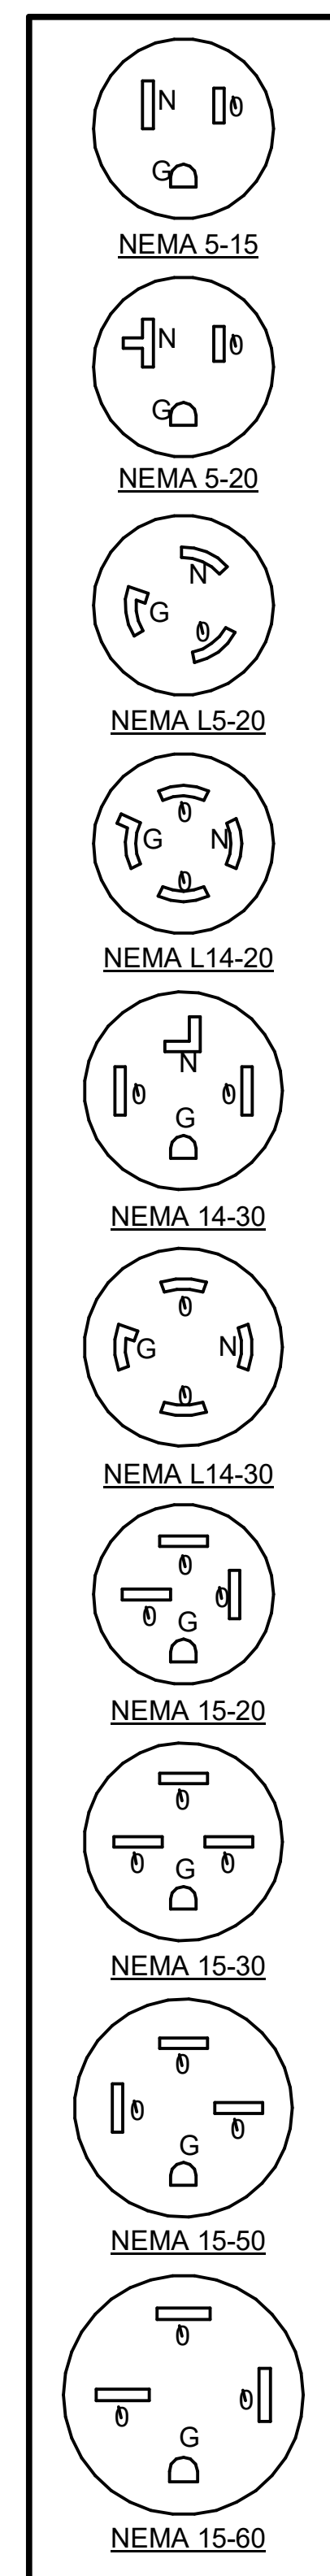 N Ø
G
NEMA 5-15
N Ø
G
NEMA 5-20
N
G
Ø
NEMA L5-20
Ø
G N
Ø
NEMA L14-20
N
Ø Ø
G
NEMA 14-30
Ø
G N
Ø
NEMA L14-30
Ø
Ø Ø
G
NEMA 15-20
Ø
Ø Ø
G
NEMA 15-30
Ø
Ø Ø
G
NEMA 15-50
Ø
Ø Ø
G
NEMA 15-60